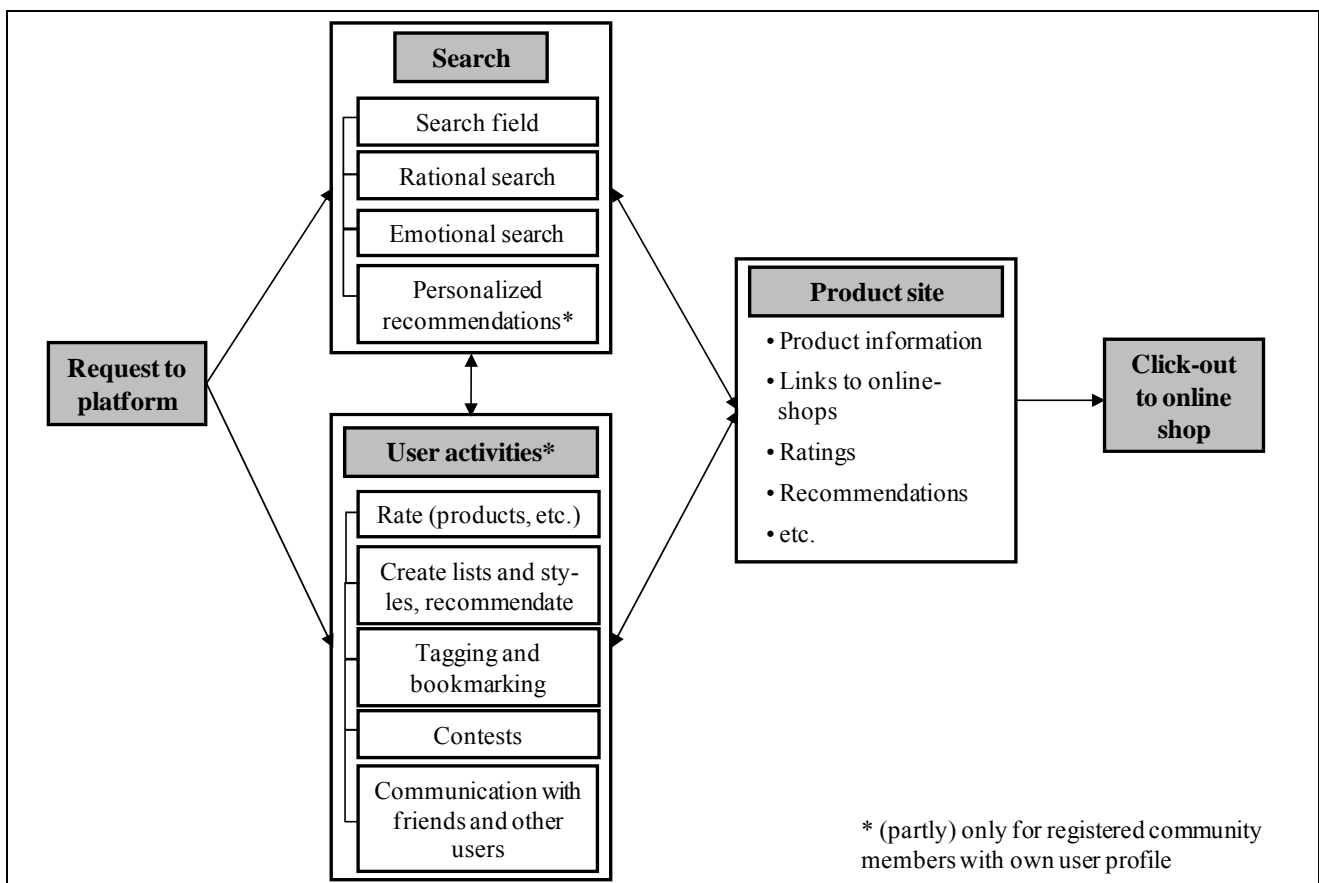 Search
Search field
Rational search
Emotional search
Personalized
recommendations*
Request to
platform
User activities*
Rate (products, etc.)
Create lists and sty-
les, recommendate
Tagging and
bookmarking
Contests
Communication with
friends and other
users
Product site
• Product information
• Links to online-
shops
• Ratings
• Recommendations
• etc.
Click-out
to online
shop
* (partly) only for registered community
members with own user profile